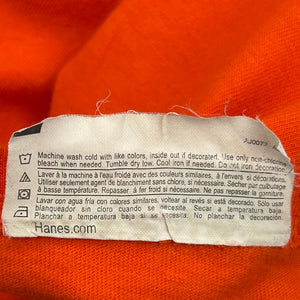 Machine wash cold with like colors, inside out if decorated. Use only non-chlorine
bleach when needed. Tumble dry low. Cool iron if needed. Do not iron decoration.
Laver à la machine à l'eau froide avec des couleurs similaires, à l'envers si décoré.
Utiliser seulement agent de blanchiment sans chlore, si nécessaire. Sécher par culbutage
à basse température. Repasser à fer tiède si nécessaire. Ne pas repasser la garniture.
Lavar con agua fría con colores similares, al revés si está decorado. Sólo use
blanqueador sin cloro cuando se necesite. Secar a temperatura baja.
Planchar a temperatura baja si es necesario. No planchar la decoración.
Hanes.com